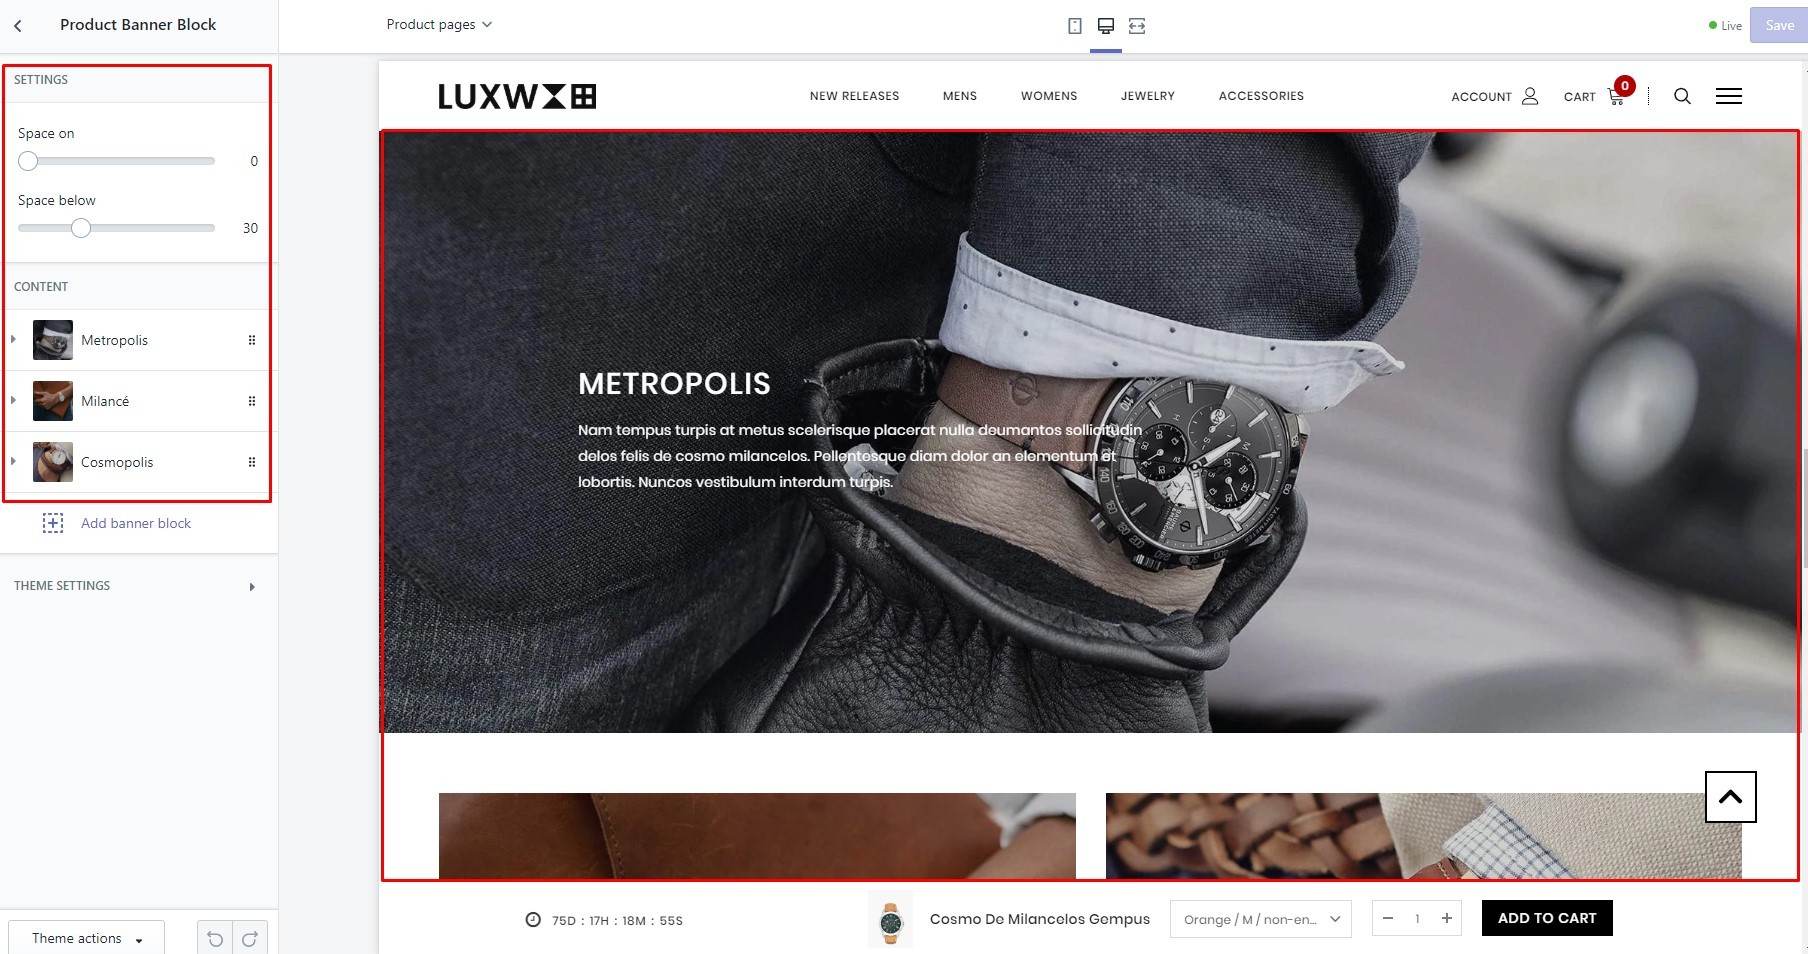 Product Banner Block
Product pages
Live
Save
SETTINGS
Space on
0
Space below
30
CONTENT
Metropolis
Milancé
Cosmopolis
Add banner block
THEME SETTINGS
Theme actions
LUXW
NEW RELEASES MENS WOMENS JEWELRY ACCESSORIES
ACCOUNT CART 0
METROPOLIS
Nam tempus turpis at metus scelerisque placerat nulla deumantos sollicitudin
delos felis de cosmo milancelos. Pellentesque diam dolor an elementum et
lobortis. Nuncos vestibulum interdum turpis.
75D : 17H : 18M : 55S
Cosmo De Milancelos Gempus
Orange / M / non-en...
1
ADD TO CART